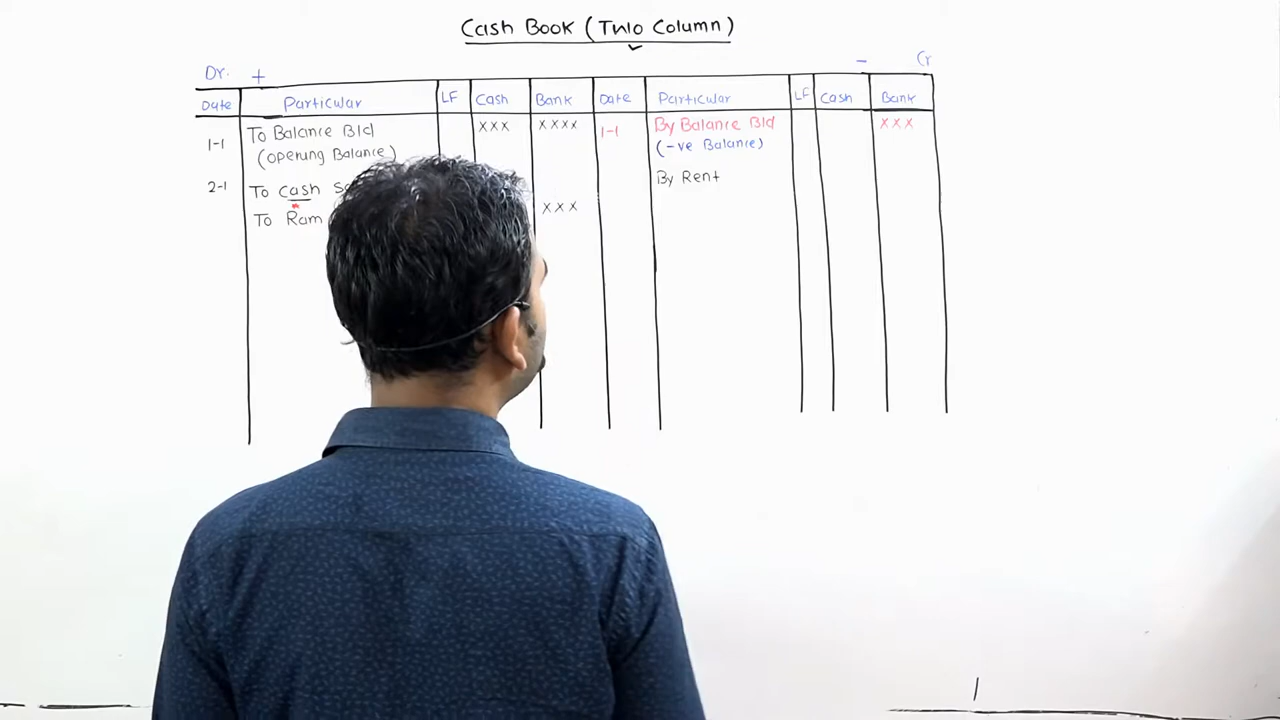 Cash Book (Two Column)
Dr. + - Cr
Date Particular LF Cash Bank Date Particular LF Cash Bank
1-1 To Balance B/d xxx xxxx 1-1 By Balance B/d xxx
(opening Balance) (-ve Balance)
2-1 To cash By Rent
To Ram xxx